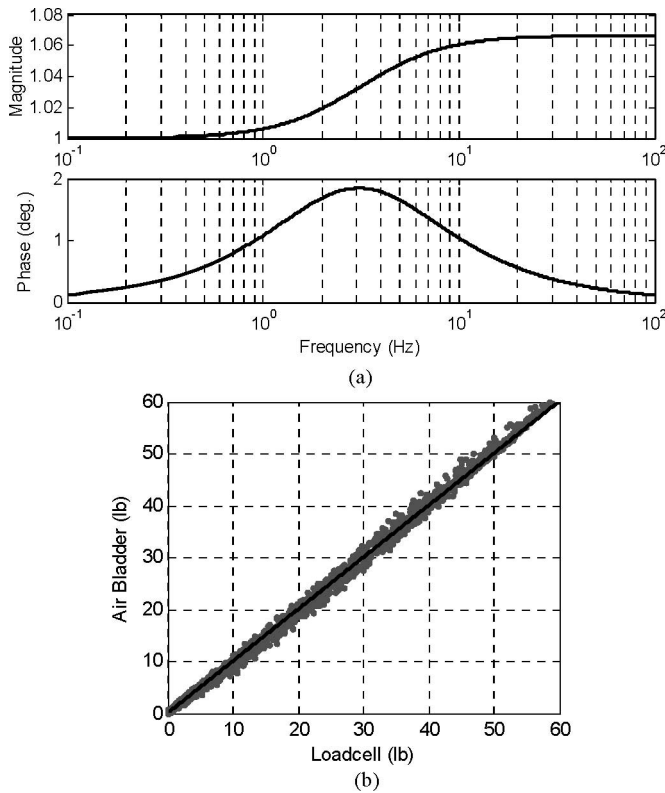 1.08
1.06
1.04
1.02
1
Magnitude
10^-1
10^0
10^1
10^2
2
1
0
Phase (deg.)
10^-1
10^0
10^1
10^2
Frequency (Hz)
(a)
60
50
40
30
20
10
0
Air Bladder (lb)
0 10 20 30 40 50 60
Loadcell (lb)
(b)